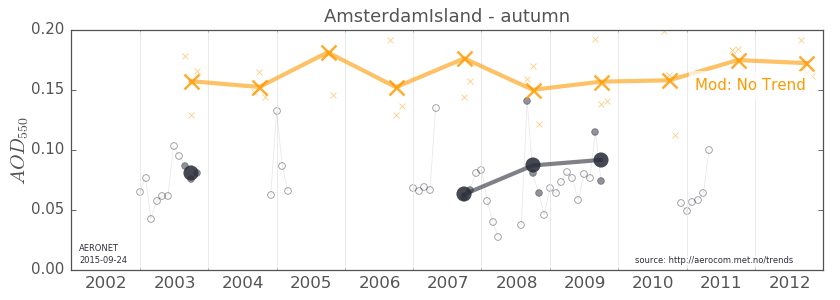 AmsterdamIsland - autumn
0.20
0.15
0.10
0.05
0.00
AOD550
Mod: No Trend
AERONET
2015-09-24
source: http://aerocom.met.no/trends
2002 2003 2004 2005 2006 2007 2008 2009 2010 2011 2012